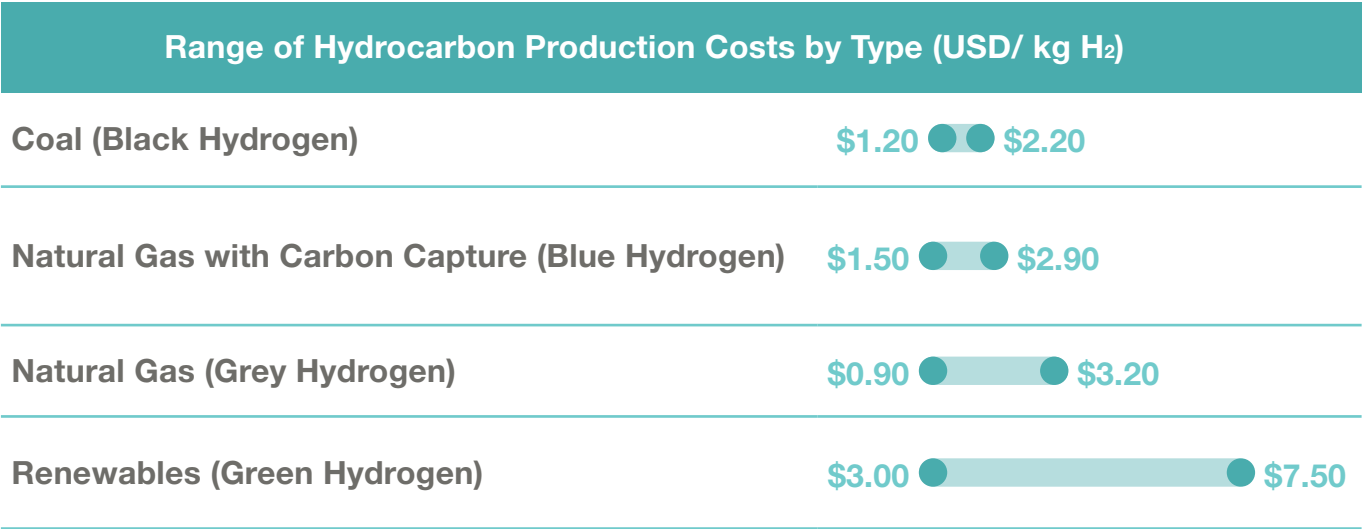 Range of Hydrocarbon Production Costs by Type (USD/ kg H₂)
Coal (Black Hydrogen) $1.20 $2.20
Natural Gas with Carbon Capture (Blue Hydrogen) $1.50 $2.90
Natural Gas (Grey Hydrogen) $0.90 $3.20
Renewables (Green Hydrogen) $3.00 $7.50